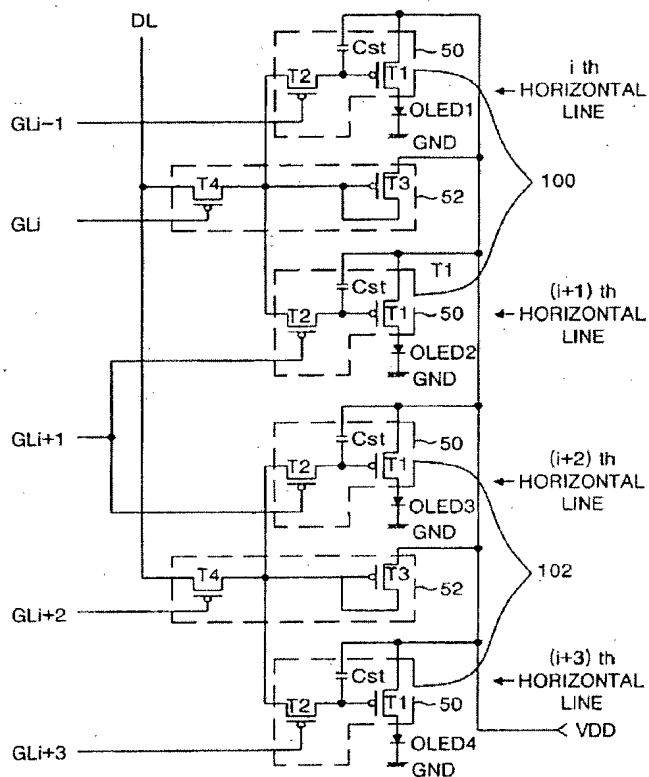 DL
50
Cst
T2
T1
i th
HORIZONTAL
LINE
OLED1
GLi-1
GND
T4
T3
100
52
GLi
T1
Cst
(i+1) th
HORIZONTAL
LINE
T2
T1
50
OLED2
GND
GLi+1
50
Cst
T2
T1
(i+2) th
HORIZONTAL
LINE
OLED3
GND
T4
T3
102
52
GLi+2
(i+3) th
HORIZONTAL
LINE
Cst
T2
T1
50
VDD
OLED4
GLi+3
GND